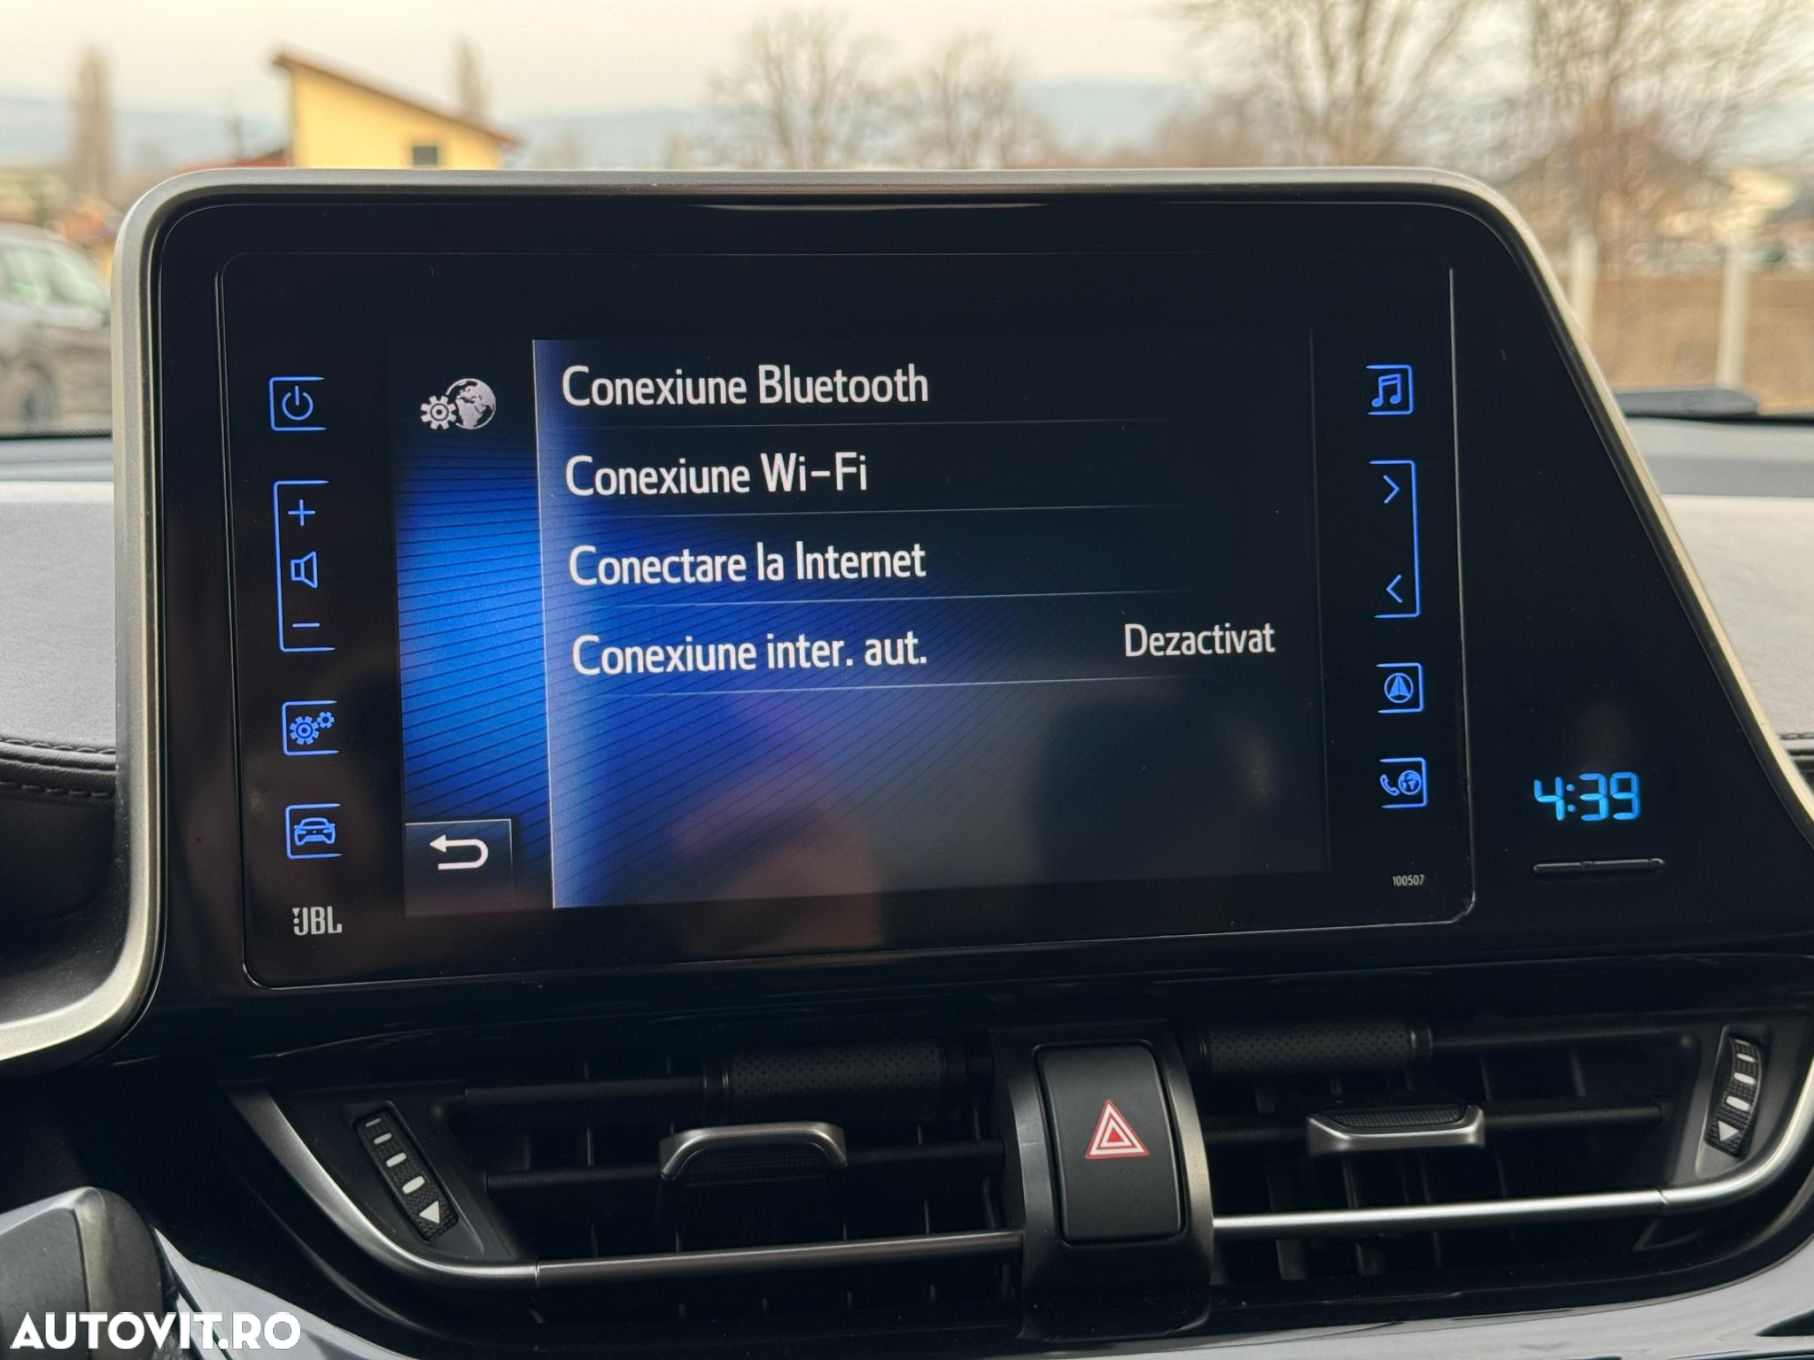 Conexiune Bluetooth
Conexiune Wi-Fi
Conectare la Internet
Conexiune inter. aut. Dezactivat
4:39
100507
JBL
AUTOVIT.RO